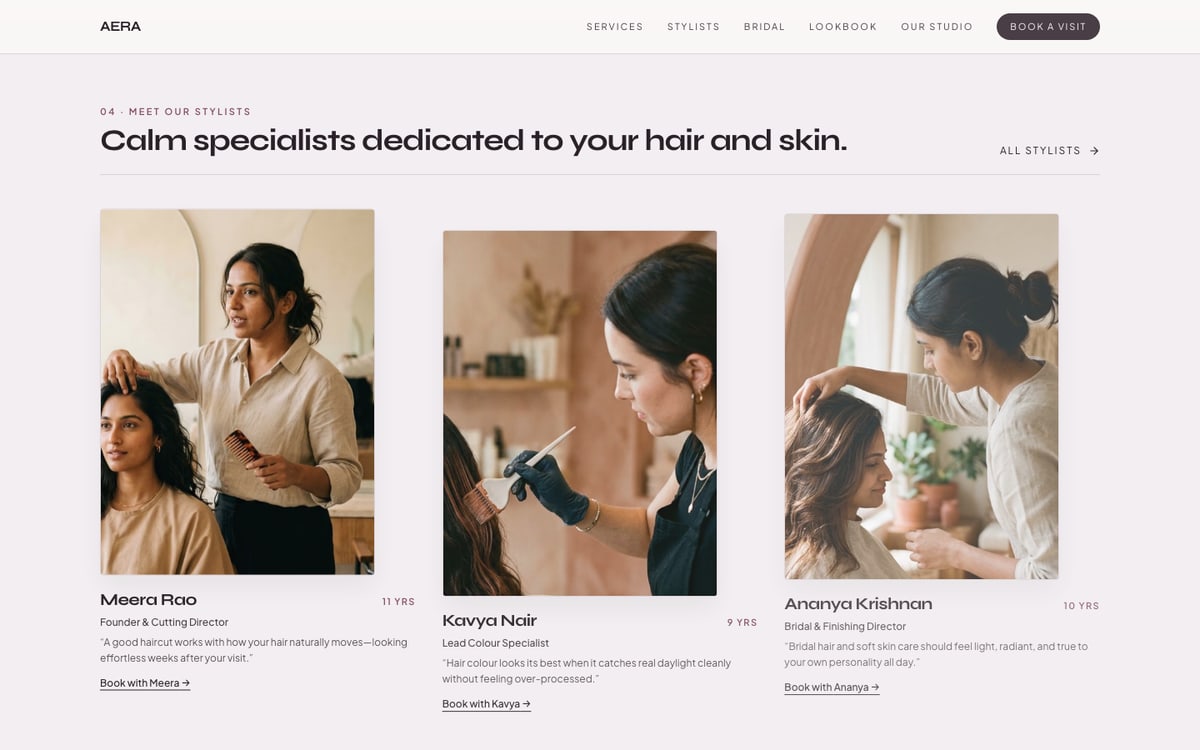 AERA
SERVICES STYLISTS BRIDAL LOOKBOOK OUR STUDIO BOOK A VISIT
04 · MEET OUR STYLISTS
Calm specialists dedicated to your hair and skin.
ALL STYLISTS →
Meera Rao 11 YRS
Founder & Cutting Director
“A good haircut works with how your hair naturally moves—looking
effortless weeks after your visit.”
Book with Meera →
Kavya Nair 9 YRS
Lead Colour Specialist
“Hair colour looks its best when it catches real daylight cleanly
without feeling over-processed.”
Book with Kavya →
Ananya Krishnan 10 YRS
Bridal & Finishing Director
“Bridal hair and soft skin care should feel light, radiant, and true to
your own personality all day.”
Book with Ananya →